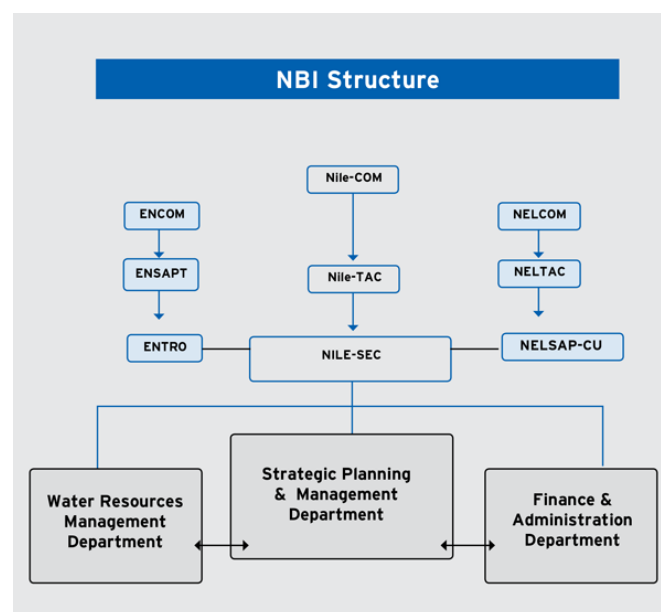 NBI Structure
Nile-COM
ENCOM
NELCOM
ENSAPT
Nile-TAC
NELTAC
ENTRO
NILE-SEC
NELSAP-CU
Water Resources
Management
Department
Strategic Planning
& Management
Department
Finance &
Administration
Department